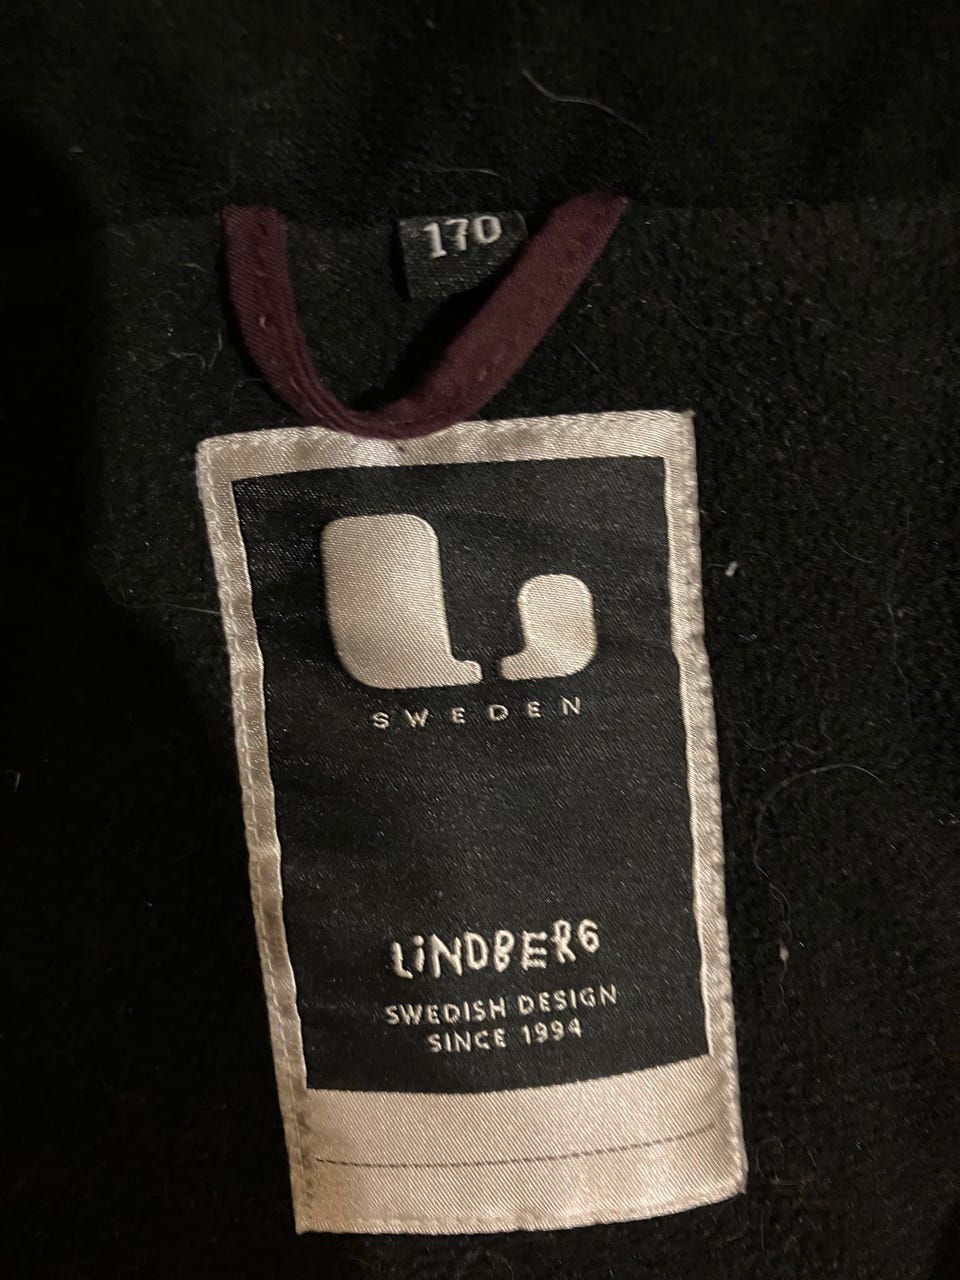 170
SWEDEN
LiNDBERG
SWEDISH DESIGN
SINCE 1994